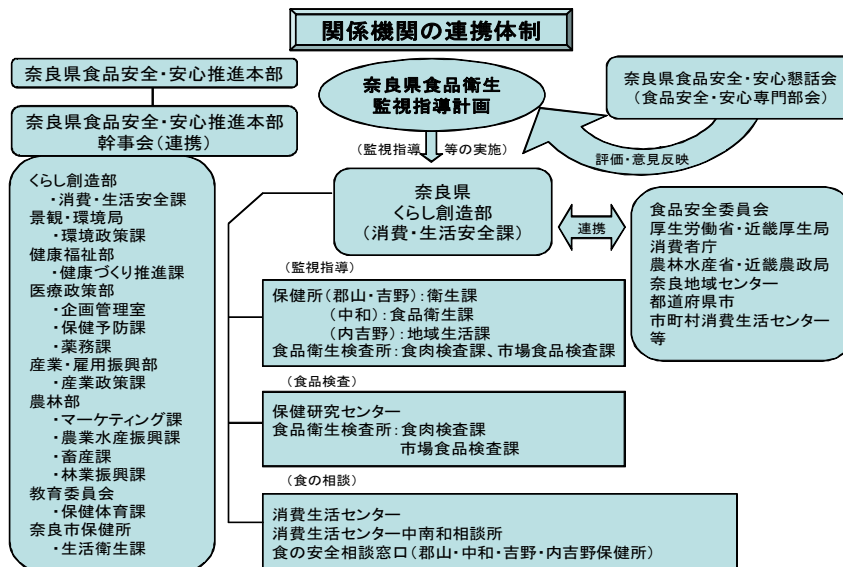 関係機関の連携体制
奈良県食品安全・安心推進本部
奈良県食品安全・安心推進本部
幹事会(連携)
くらし創造部
・消費・生活安全課
景観・環境局
・環境政策課
健康福祉部
・健康づくり推進課
医療政策部
・企画管理室
・保健予防課
・薬務課
産業・雇用振興部
・産業政策課
農林部
・マーケティング課
・農業水産振興課
・畜産課
・林業振興課
教育委員会
・保健体育課
奈良市保健所
・生活衛生課
奈良県食品衛生
監視指導計画
奈良県食品安全・安心懇話会
(食品安全・安心専門部会)
評価・意見反映
(監視指導 等の実施)
奈良県
くらし創造部
(消費・生活安全課)
連携
食品安全委員会
厚生労働省・近畿厚生局
消費者庁
農林水産省・近畿農政局
奈良地域センター
都道府県市
市町村消費生活センター
等
(監視指導)
保健所(郡山・吉野):衛生課
(中和):食品衛生課
(内吉野):地域生活課
食品衛生検査所:食肉検査課、市場食品検査課
(食品検査)
保健研究センター
食品衛生検査所:食肉検査課
市場食品検査課
(食の相談)
消費生活センター
消費生活センター中南和相談所
食の安全相談窓口(郡山・中和・吉野・内吉野保健所)